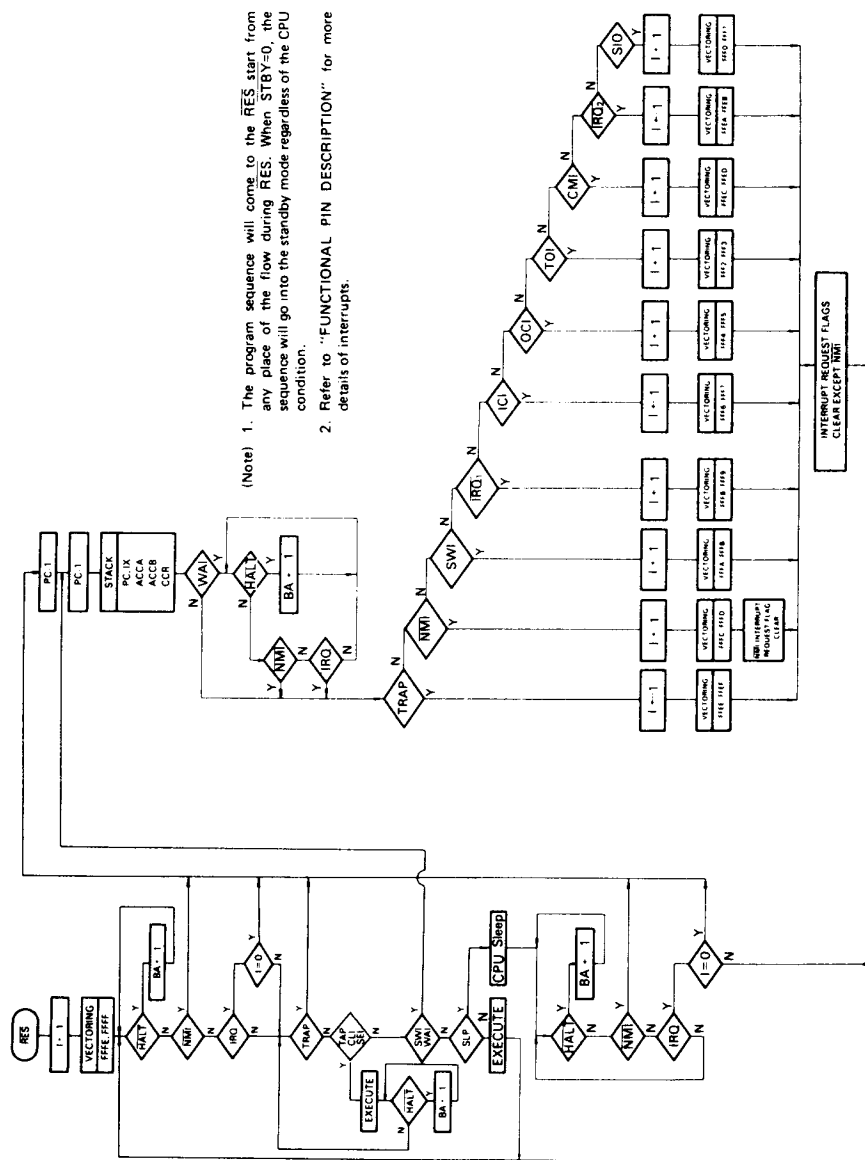 RES
I ← 1
VECTORING
FFFE, FFFF
HALT
Y
N
BA ← 1
NMI
Y
N
IRQ
Y
N
I=0
Y
N
TRAP
Y
N
TAP
CLI
SEI
Y
N
EXECUTE
HALT
N
Y
BA ← 1
SWI
WAI
Y
N
SLP
Y
N
EXECUTE
CPU Sleep
HALT
Y
N
BA ← 1
NMI
Y
N
IRQ
Y
N
I=0
Y
N
PC-1
PC-1
STACK
PC, IX
ACCA
ACCB
CCR
WAI
N
Y
HALT
N
Y
BA ← 1
NMI
Y
N
IRQ
Y
N
TRAP
N
Y
NMI
N
Y
SWI
N
Y
IRQ1
N
Y
ICI
N
Y
OCI
N
Y
TOI
N
Y
CMI
N
Y
IRQ2
N
Y
SIO
Y
I ← 1
I ← 1
I ← 1
I ← 1
I ← 1
I ← 1
I ← 1
I ← 1
I ← 1
I ← 1
VECTORING
FFEE FFEF
VECTORING
FFFC FFFD
VECTORING
FFFA FFFB
VECTORING
FFF8 FFF9
VECTORING
FFF6 FFF7
VECTORING
FFF4 FFF5
VECTORING
FFF2 FFF3
VECTORING
FFEC FFED
VECTORING
FFEA FFEB
VECTORING
FFF0 FFF1
NMI INTERRUPT
REQUEST FLAG
CLEAR
INTERRUPT REQUEST FLAGS
CLEAR EXCEPT NMI
(Note) 1. The program sequence will come to the RES start from
any place of the flow during RES. When STBY=0, the
sequence will go into the standby mode regardless of the CPU
condition.
2. Refer to "FUNCTIONAL PIN DESCRIPTION" for more
details of interrupts.